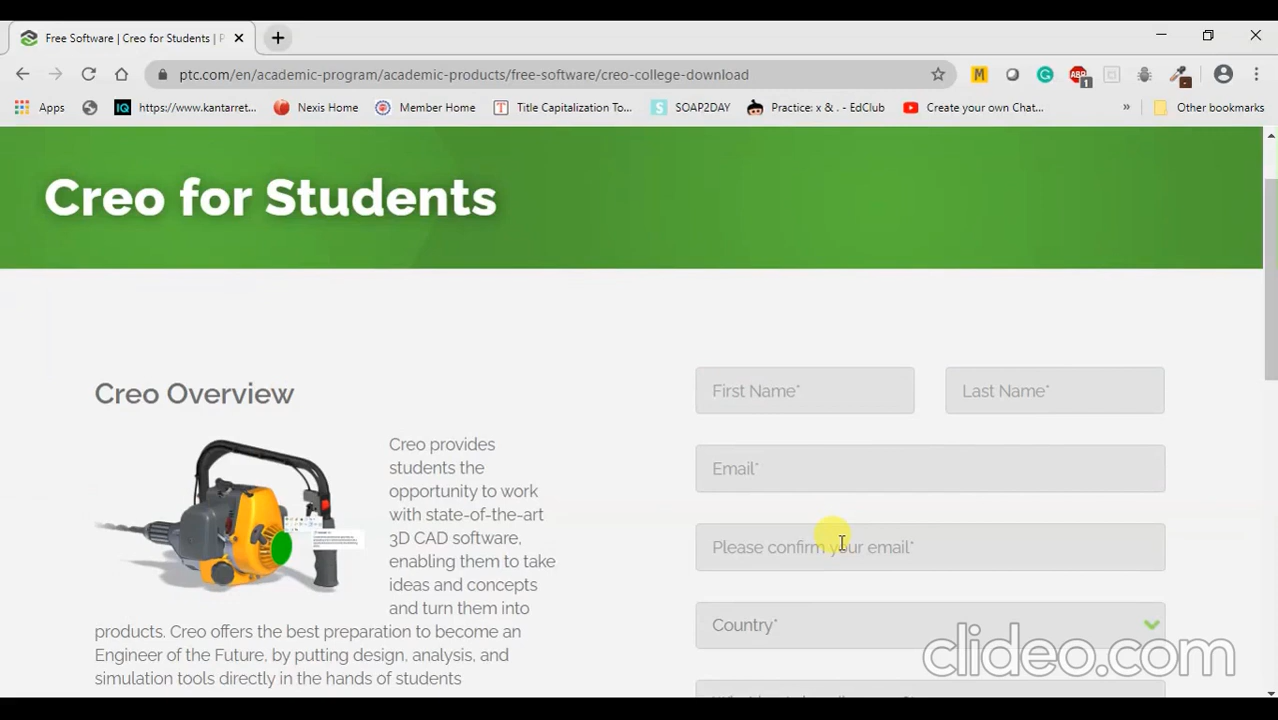 Free Software | Creo for Students | P
ptc.com/en/academic-program/academic-products/free-software/creo-college-download
M
ABP
1
Apps
IQ
https://www.kantarret...
Nexis Home
Member Home
T
Title Capitalization To...
S
SOAP2DAY
Practice: x & . - EdClub
Create your own Chat...
»
Other bookmarks
Creo for Students
First Name*
Last Name*
Creo Overview
Creo provides
students the
opportunity to work
with state-of-the-art
3D CAD software,
enabling them to take
ideas and concepts
and turn them into
products. Creo offers the best preparation to become an
Engineer of the Future, by putting design, analysis, and
simulation tools directly in the hands of students
Email*
Please confirm your email*
Country*
clideo.com